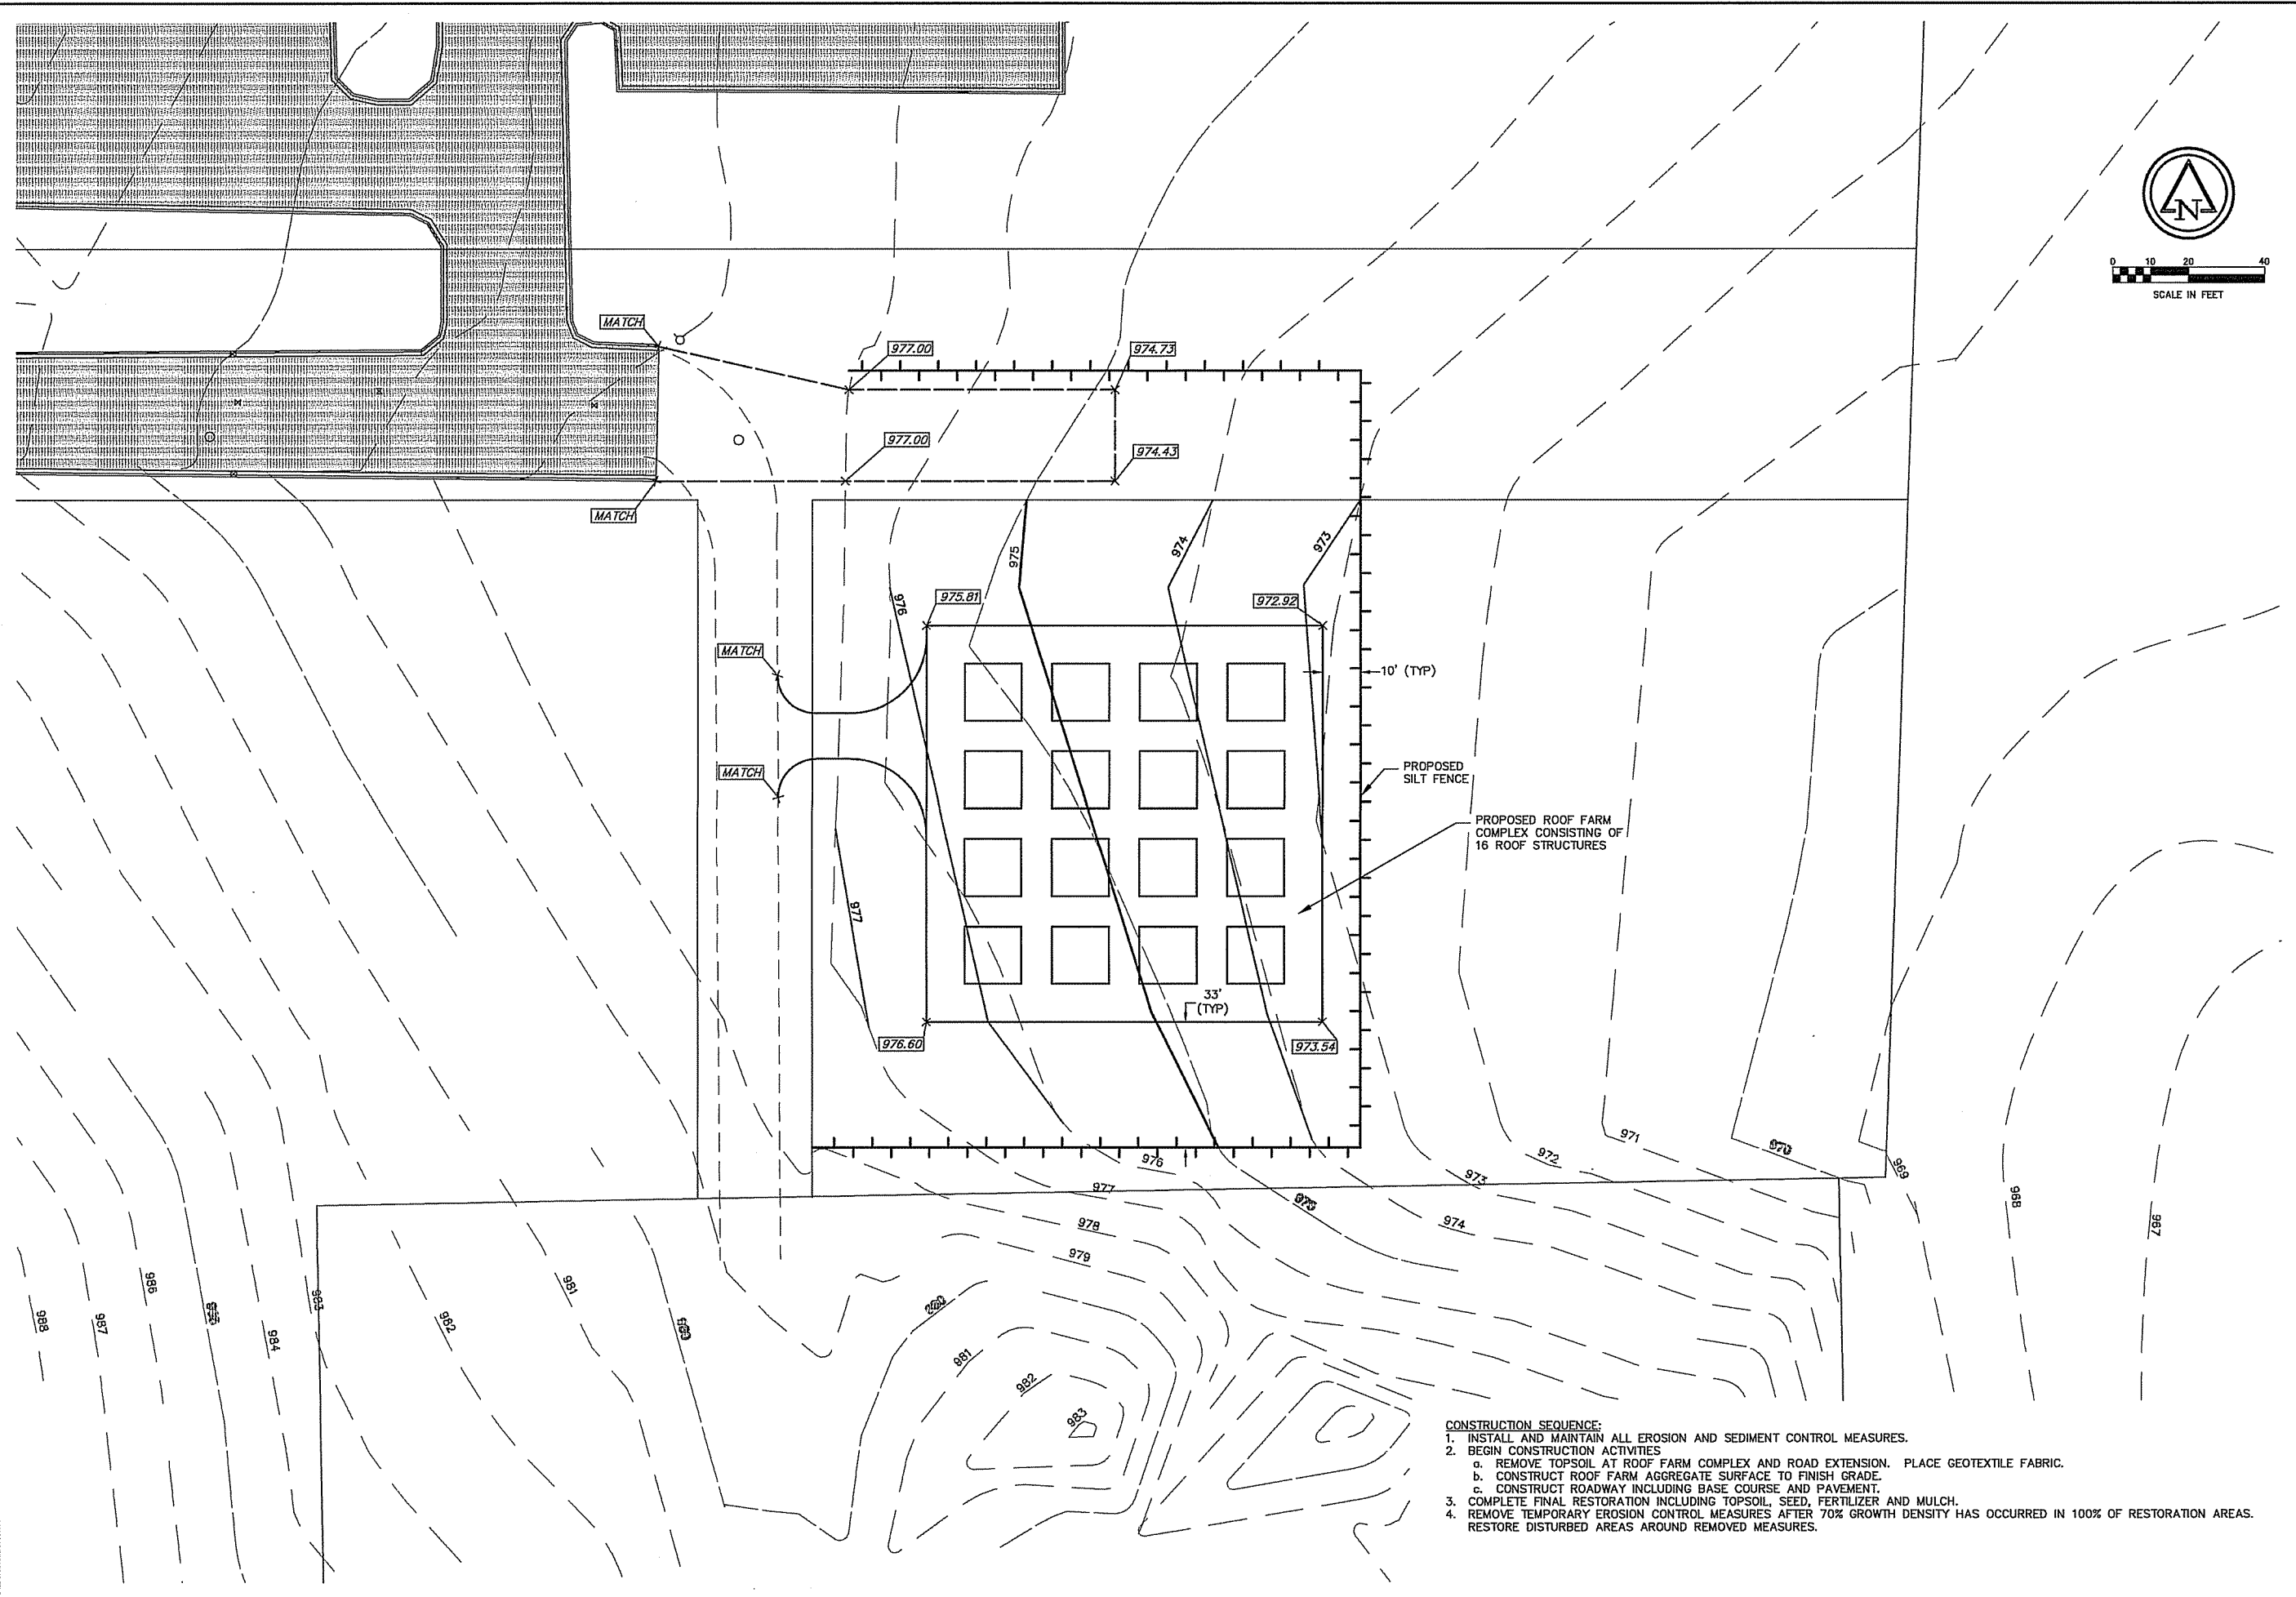 N
0 10 20 40
SCALE IN FEET
MATCH
977.00
974.73
977.00
974.43
MATCH
975
974
973
976
975.81
972.92
MATCH
10' (TYP)
MATCH
PROPOSED
SILT FENCE
PROPOSED ROOF FARM
COMPLEX CONSISTING OF
16 ROOF STRUCTURES
977
33'
(TYP)
976.60
973.54
976
971
972
970
969
973
977
968
967
978
974
979
986
981
983
988
987
984
982
981
982
983
CONSTRUCTION SEQUENCE:
1. INSTALL AND MAINTAIN ALL EROSION AND SEDIMENT CONTROL MEASURES.
2. BEGIN CONSTRUCTION ACTIVITIES
a. REMOVE TOPSOIL AT ROOF FARM COMPLEX AND ROAD EXTENSION. PLACE GEOTEXTILE FABRIC.
b. CONSTRUCT ROOF FARM AGGREGATE SURFACE TO FINISH GRADE.
c. CONSTRUCT ROADWAY INCLUDING BASE COURSE AND PAVEMENT.
3. COMPLETE FINAL RESTORATION INCLUDING TOPSOIL, SEED, FERTILIZER AND MULCH.
4. REMOVE TEMPORARY EROSION CONTROL MEASURES AFTER 70% GROWTH DENSITY HAS OCCURRED IN 100% OF RESTORATION AREAS.
RESTORE DISTURBED AREAS AROUND REMOVED MEASURES.